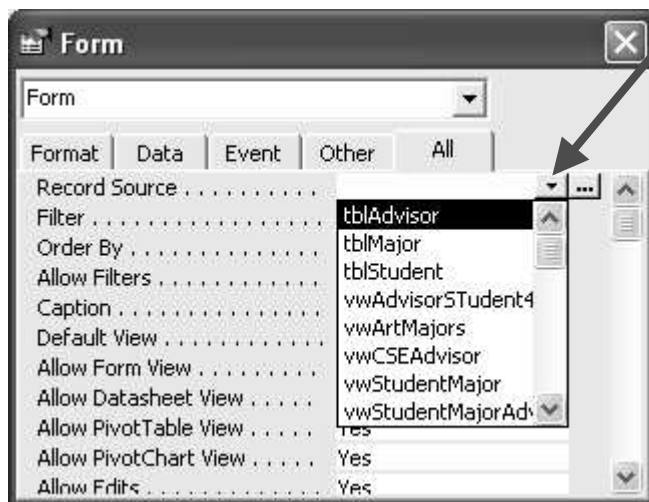 Form
Form
Format Data Event Other All
Record Source . . . . . . . . . . ...
Filter . . . . . . . . . . . . . . . . . tblAdvisor
Order By . . . . . . . . . . . . . . tblMajor
Allow Filters . . . . . . . . . . . . tblStudent
Caption . . . . . . . . . . . . . . . vwAdvisorSTudent4
Default View . . . . . . . . . . . . vwArtMajors
Allow Form View . . . . . . . . . vwCSEAdvisor
Allow Datasheet View . . . . . vwStudentMajor
Allow PivotTable View . . . . . vwStudentMajorAd
Allow PivotChart View . . . . . Yes
Allow Edits . . . . . . . . . . . . . Yes